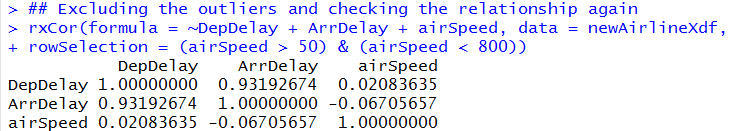 > ## Excluding the outliers and checking the relationship again
> rxCor(formula = ~DepDelay + ArrDelay + airSpeed, data = newAirlineXdf,
+ rowSelection = (airSpeed > 50) & (airSpeed < 800))
DepDelay ArrDelay airSpeed
DepDelay 1.00000000 0.93192674 0.02083635
ArrDelay 0.93192674 1.00000000 -0.06705657
airSpeed 0.02083635 -0.06705657 1.00000000